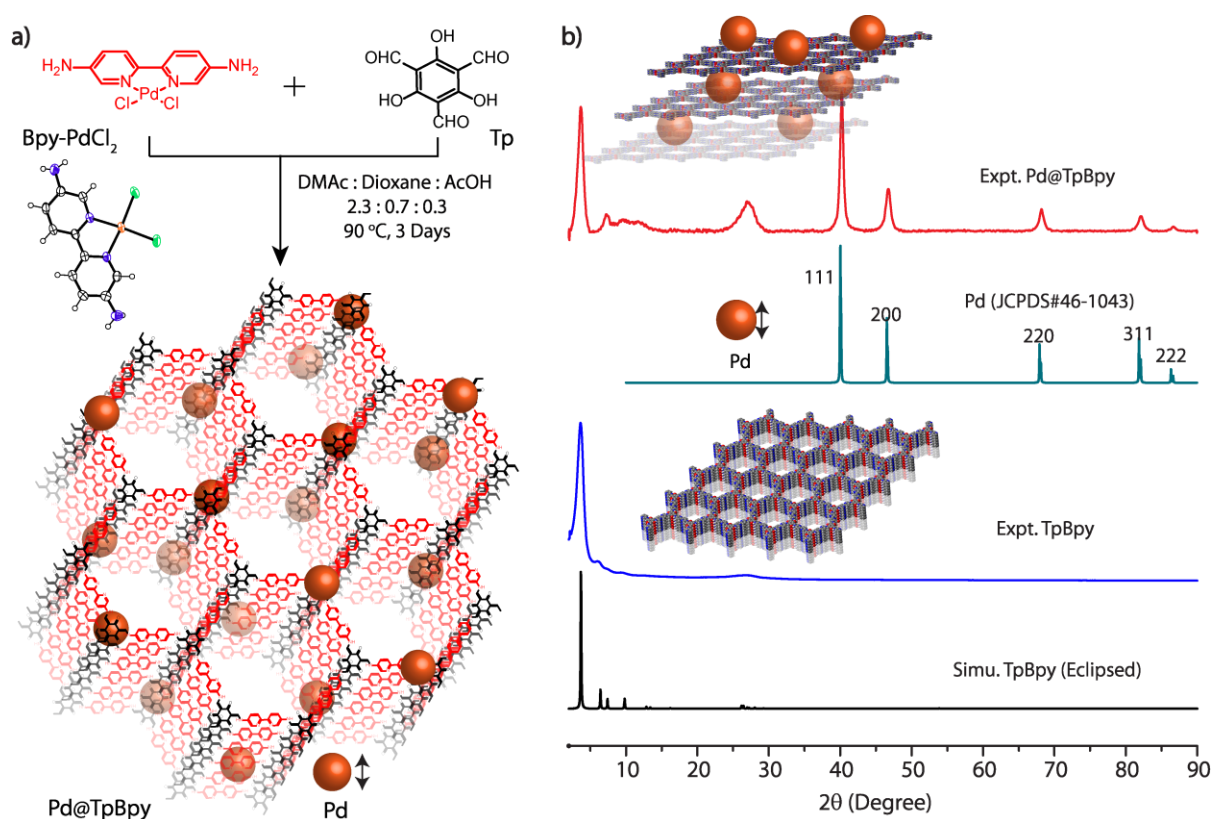 a)
NH₂
NH₂
N
N
Pd
Cl
Cl
Bpy-PdCl₂
+
OH
OHC
CHO
HO
OH
CHO
Tp
DMAc : Dioxane : AcOH
2.3 : 0.7 : 0.3
90 ºC, 3 Days
Pd@TpBpy
Pd
b)
Expt. Pd@TpBpy
111
Pd (JCPDS#46-1043)
200
220
311
222
Pd
Expt. TpBpy
Simu. TpBpy (Eclipsed)
10 20 30 40 50 60 70 80 90
2θ (Degree)